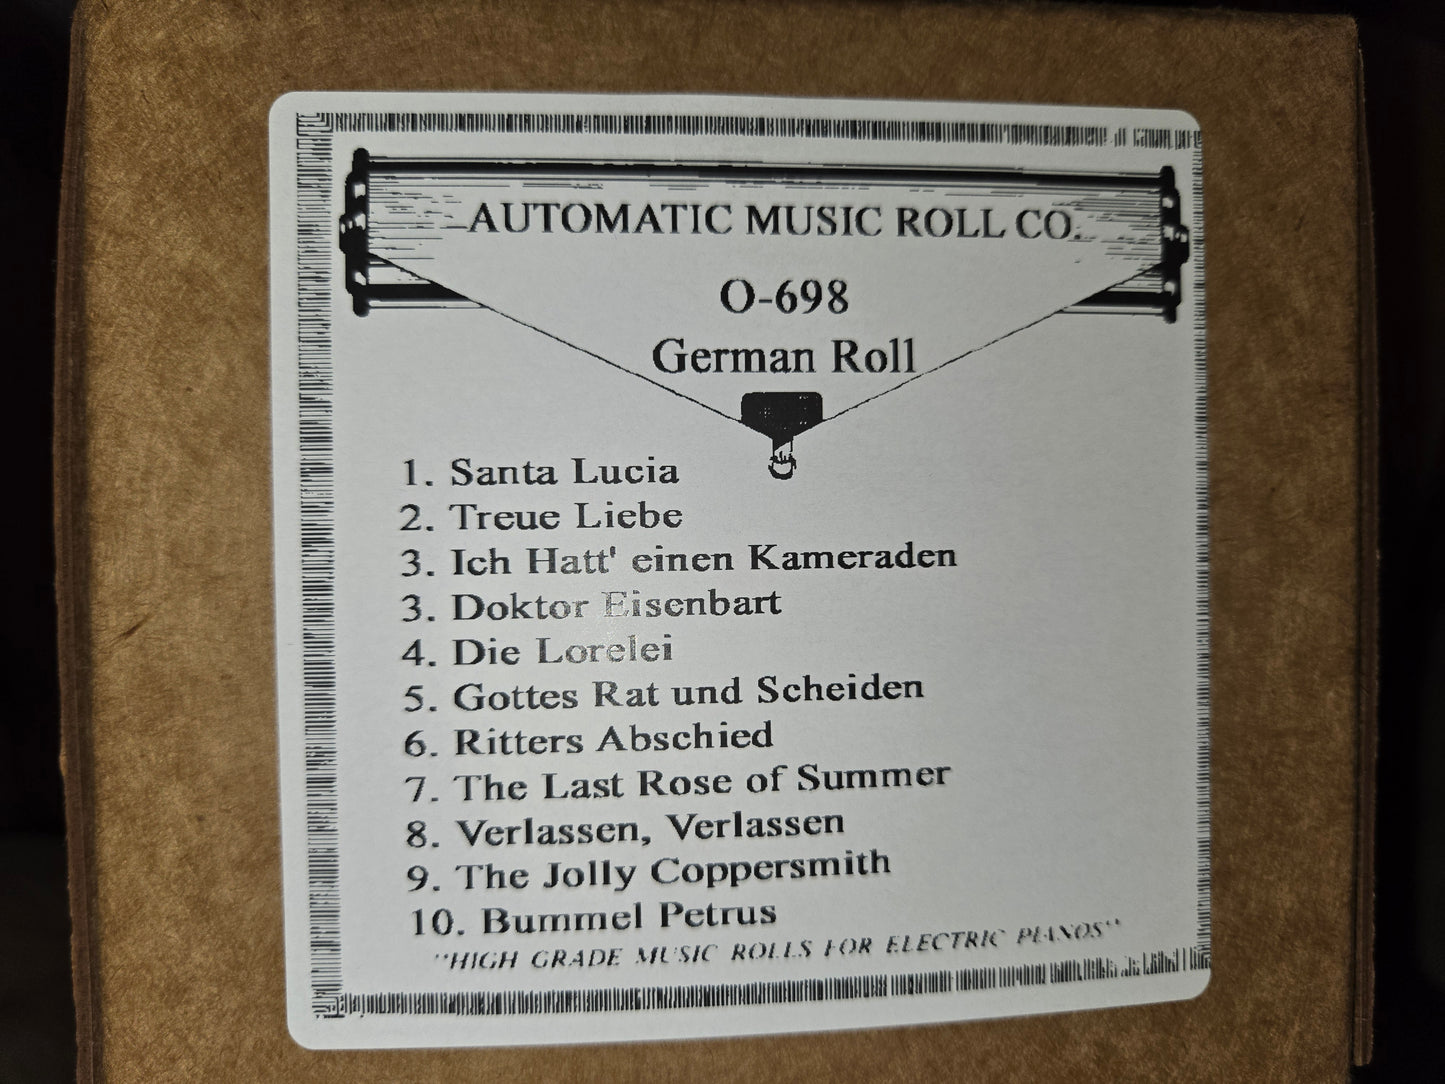 AUTOMATIC MUSIC ROLL CO.
O-698
German Roll
1. Santa Lucia
2. Treue Liebe
3. Ich Hatt' einen Kameraden
3. Doktor Eisenbart
4. Die Lorelei
5. Gottes Rat und Scheiden
6. Ritters Abschied
7. The Last Rose of Summer
8. Verlassen, Verlassen
9. The Jolly Coppersmith
10. Bummel Petrus
"HIGH GRADE MUSIC ROLLS FOR ELECTRIC PIANOS"